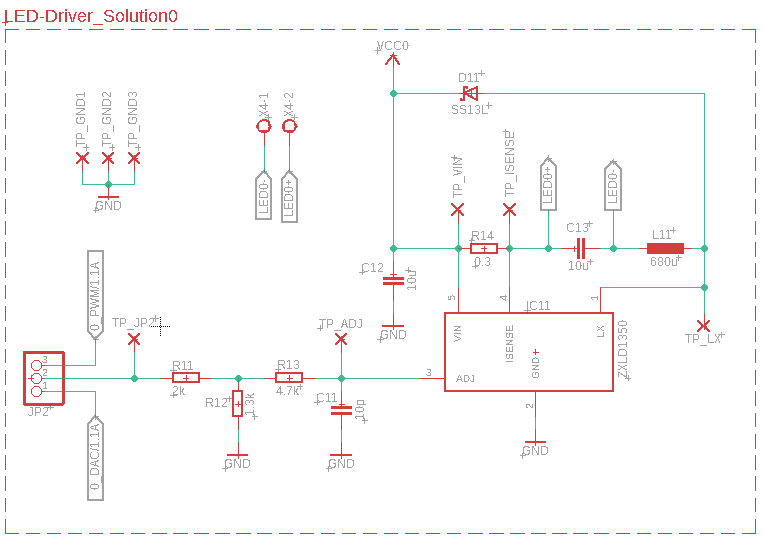 LED-Driver_Solution0
VCC0
D11
SS13L
TP_GND1
TP_GND2
TP_GND3
GND
X4-1
X4-2
LED0-
LED0+
TP_VIN
TP_ISENSE
LED0+
LED0-
R14
0.3
C13
10u
L11
680u
C12
10u
GND
5
4
1
IC11
VIN
ISENSE
LX
GND
ADJ
ZXLD1350
TP_LX
3
2
GND
0_PWM/1.1A
TP_JP2
TP_ADJ
3
2
1
JP2
R11
2k
R12
1.3k
R13
4.7k
C11
10p
GND
GND
0_DAC/1.1A